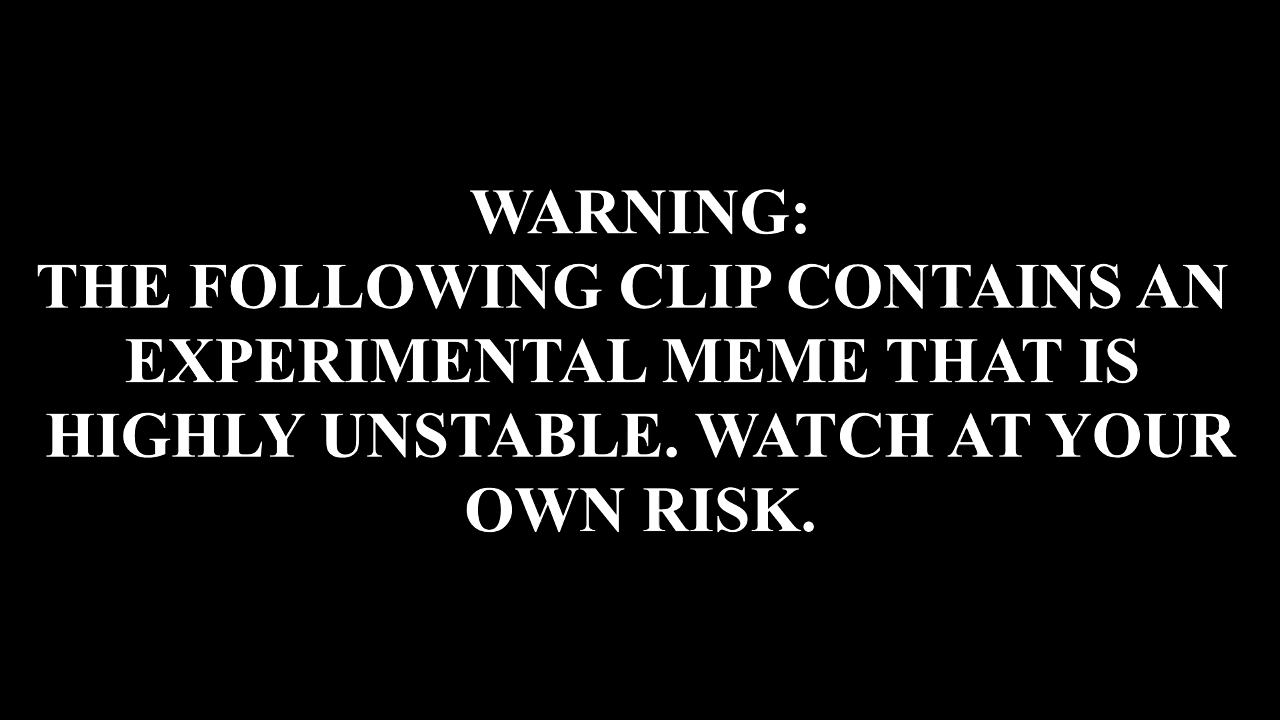 WARNING:
THE FOLLOWING CLIP CONTAINS AN
EXPERIMENTAL MEME THAT IS
HIGHLY UNSTABLE. WATCH AT YOUR
OWN RISK.